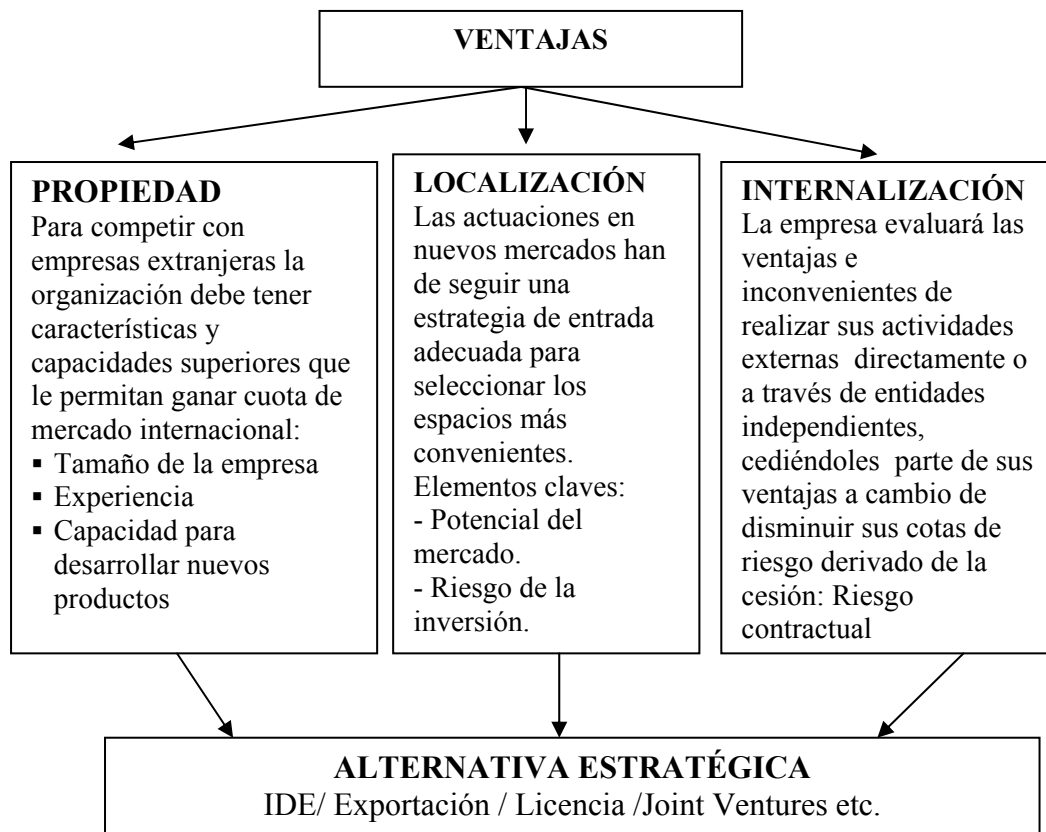 VENTAJAS
PROPIEDAD
Para competir con
empresas extranjeras la
organización debe tener
características y
capacidades superiores que
le permitan ganar cuota de
mercado internacional:
▪ Tamaño de la empresa
▪ Experiencia
▪ Capacidad para
desarrollar nuevos
productos
LOCALIZACIÓN
Las actuaciones en
nuevos mercados han
de seguir una
estrategia de entrada
adecuada para
seleccionar los
espacios más
convenientes.
Elementos claves:
- Potencial del
mercado.
- Riesgo de la
inversión.
INTERNALIZACIÓN
La empresa evaluará las
ventajas e
inconvenientes de
realizar sus actividades
externas directamente o
a través de entidades
independientes,
cediéndoles parte de sus
ventajas a cambio de
disminuir sus cotas de
riesgo derivado de la
cesión: Riesgo
contractual
ALTERNATIVA ESTRATÉGICA
IDE/ Exportación / Licencia /Joint Ventures etc.